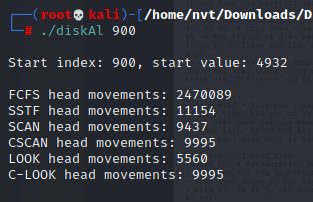 ┌──(root💀kali)-[/home/nvt/Downloads/D
└─# ./diskAl 900
Start index: 900, start value: 4932
FCFS head movements: 2470089
SSTF head movements: 11154
SCAN head movements: 9437
CSCAN head movements: 9995
LOOK head movements: 5560
C-LOOK head movements: 9995